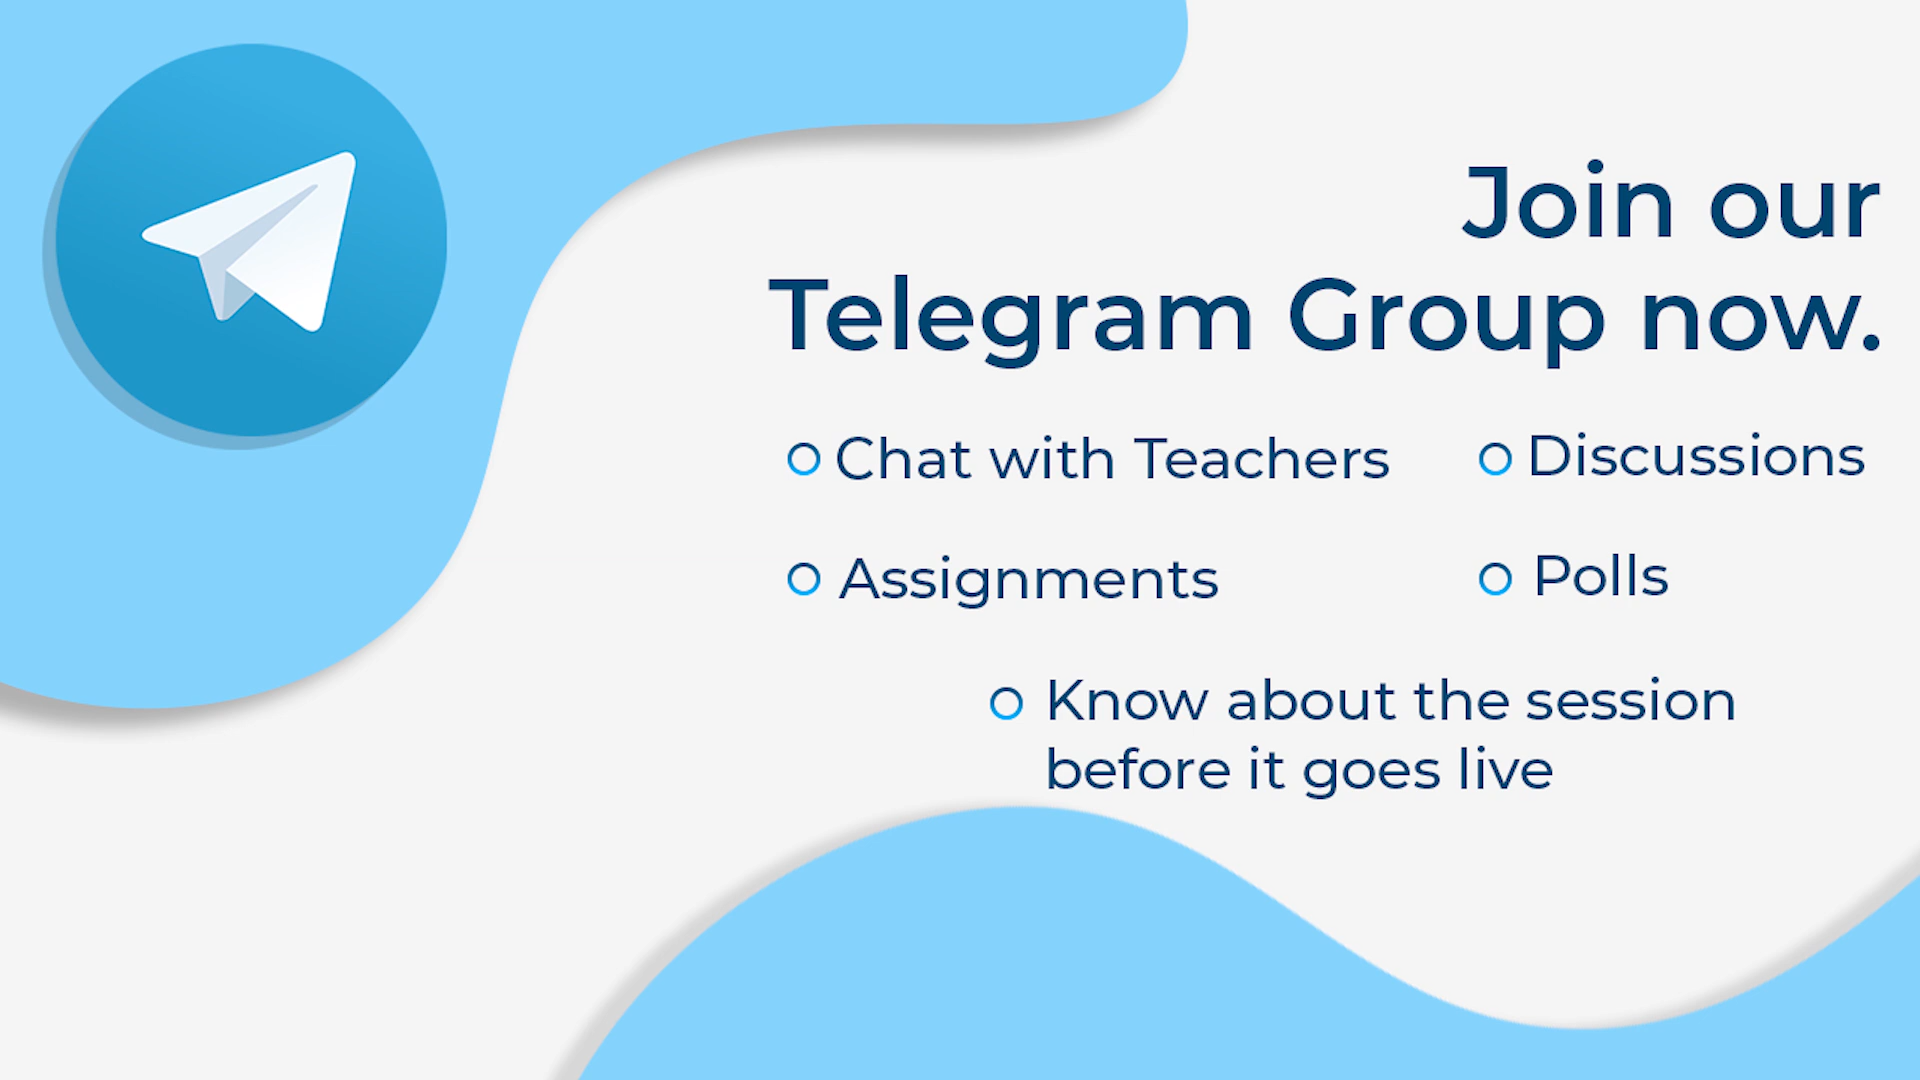 Join our
Telegram Group now.
Chat with Teachers
Discussions
Assignments
Polls
Know about the session
before it goes live